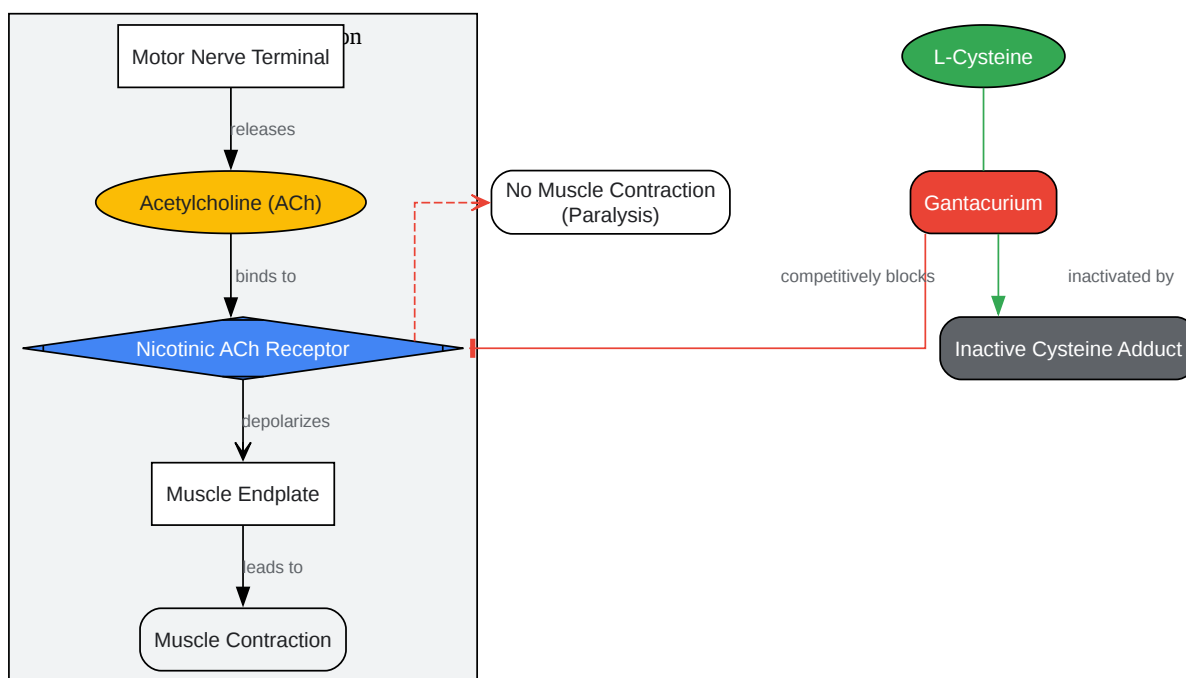 on
Motor Nerve Terminal
releases
Acetylcholine (ACh)
binds to
Nicotinic ACh Receptor
depolarizes
Muscle Endplate
leads to
Muscle Contraction
No Muscle Contraction
(Paralysis)
L-Cysteine
Gantacurium
competitively blocks
inactivated by
Inactive Cysteine Adduct